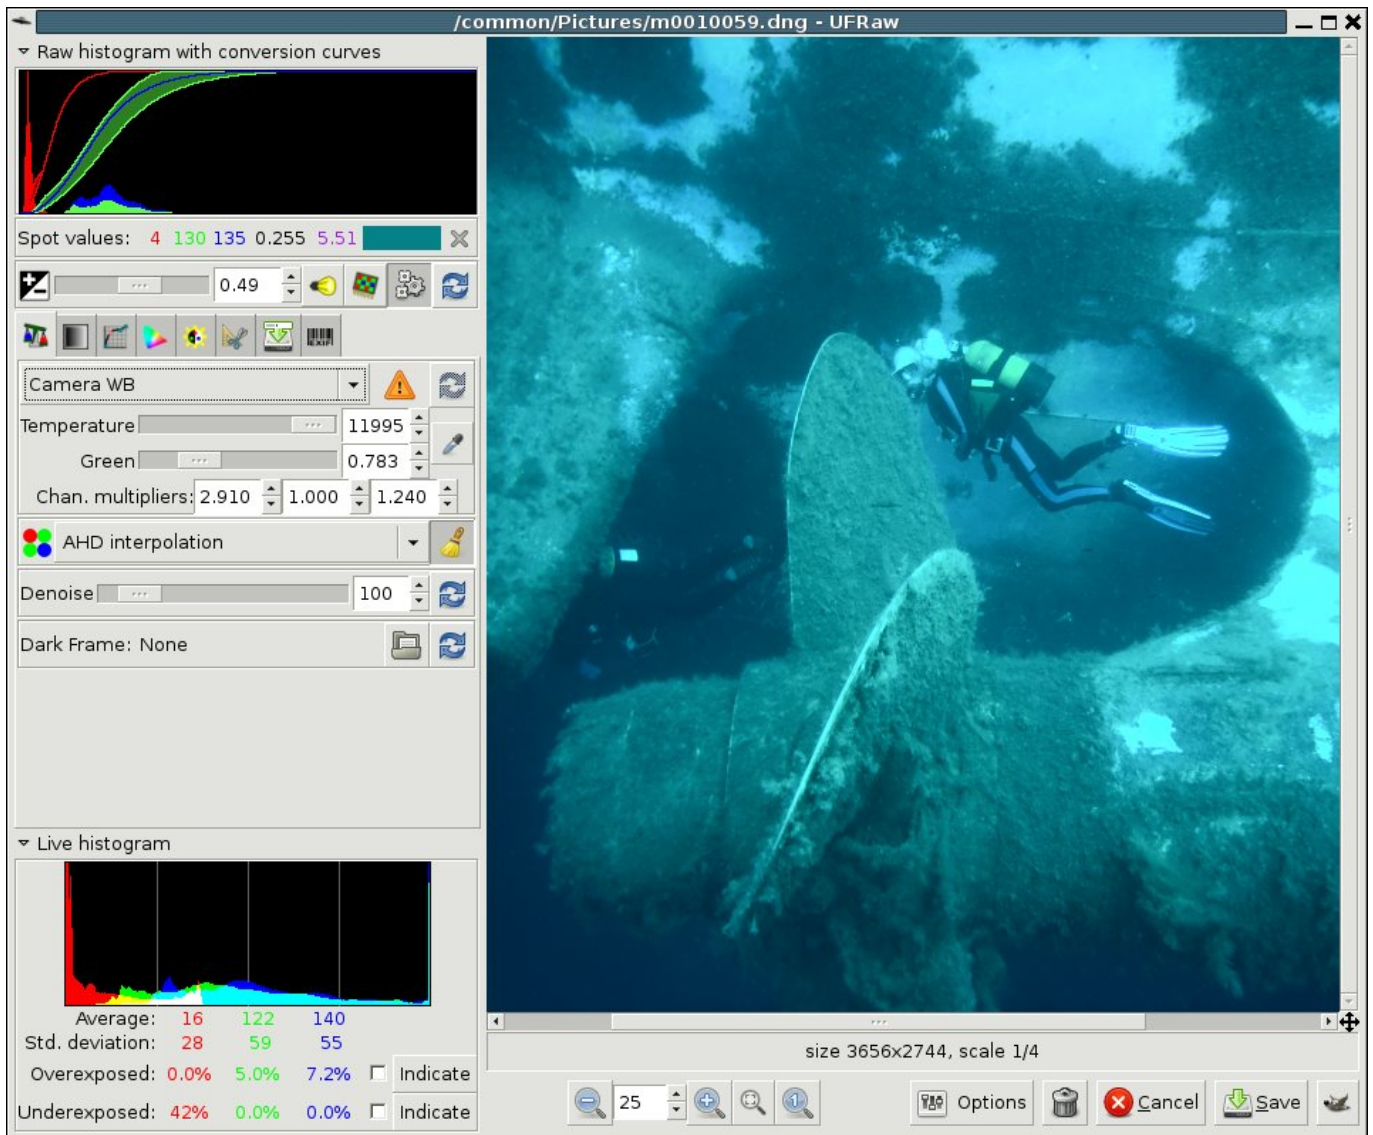 /common/Pictures/m0010059.dng - UFRaw
Raw histogram with conversion curves
Spot values: 4 130 135 0.255 5.51
0.49
EXIF
Camera WB
Temperature 11995
Green 0.783
Chan. multipliers: 2.910 1.000 1.240
AHD interpolation
Denoise 100
Dark Frame: None
Live histogram
Average: 16 122 140
Std. deviation: 28 59 55
Overexposed: 0.0% 5.0% 7.2% Indicate
Underexposed: 42% 0.0% 0.0% Indicate
size 3656x2744, scale 1/4
25 1 Options Cancel Save